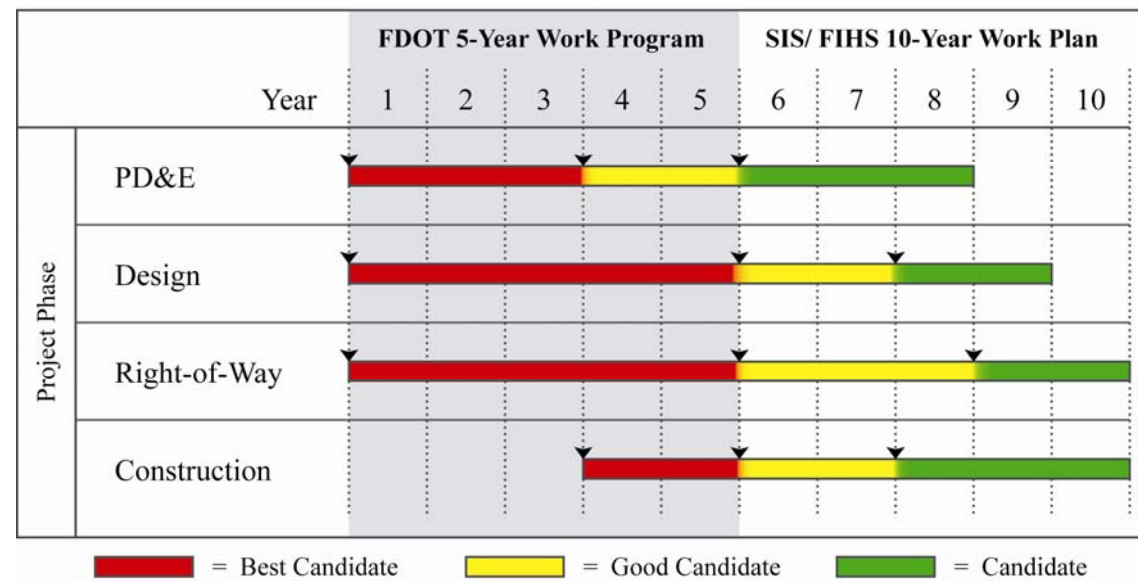 FDOT 5-Year Work Program SIS/ FIHS 10-Year Work Plan
Year 1 2 3 4 5 6 7 8 9 10
Project Phase
PD&E
Design
Right-of-Way
Construction
= Best Candidate = Good Candidate = Candidate